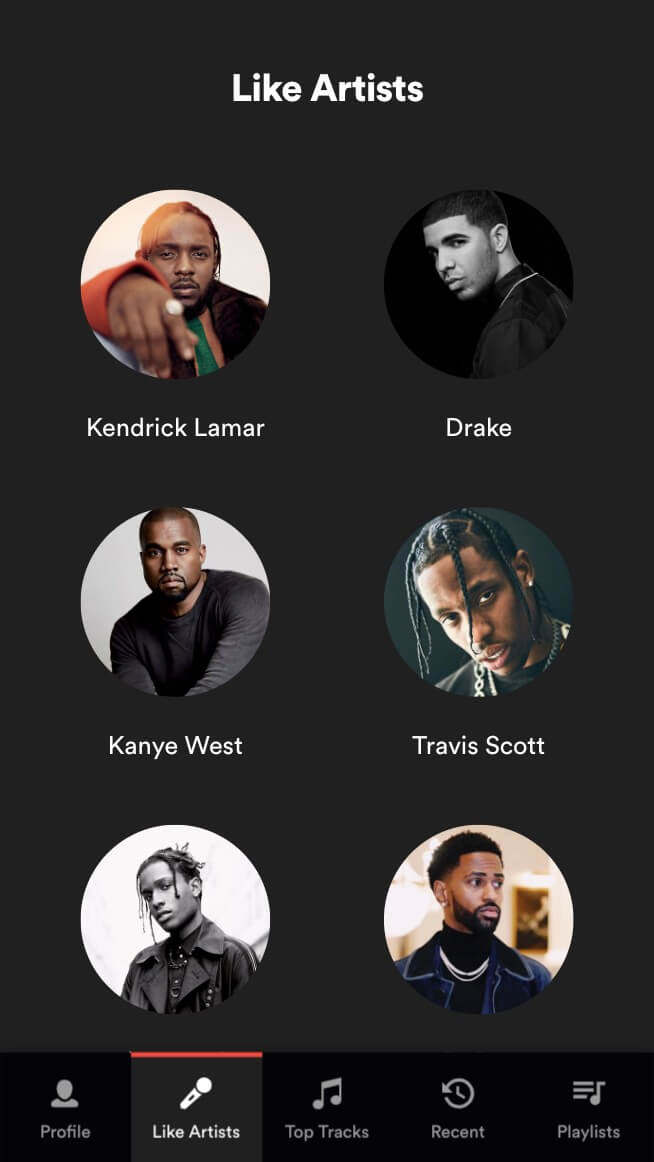 Like Artists
Kendrick Lamar
Drake
Kanye West
Travis Scott
Profile
Like Artists
Top Tracks
Recent
Playlists